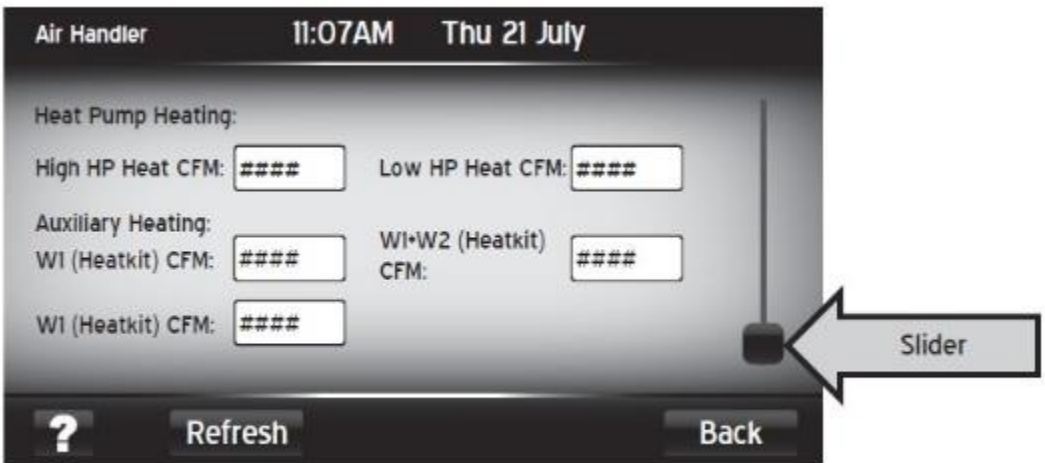 Air Handler 11:07AM Thu 21 July
Heat Pump Heating:
High HP Heat CFM: #### Low HP Heat CFM: ####
Auxiliary Heating:
W1 (Heatkit) CFM: #### W1+W2 (Heatkit) CFM: ####
W1 (Heatkit) CFM: ####
Slider
? Refresh Back